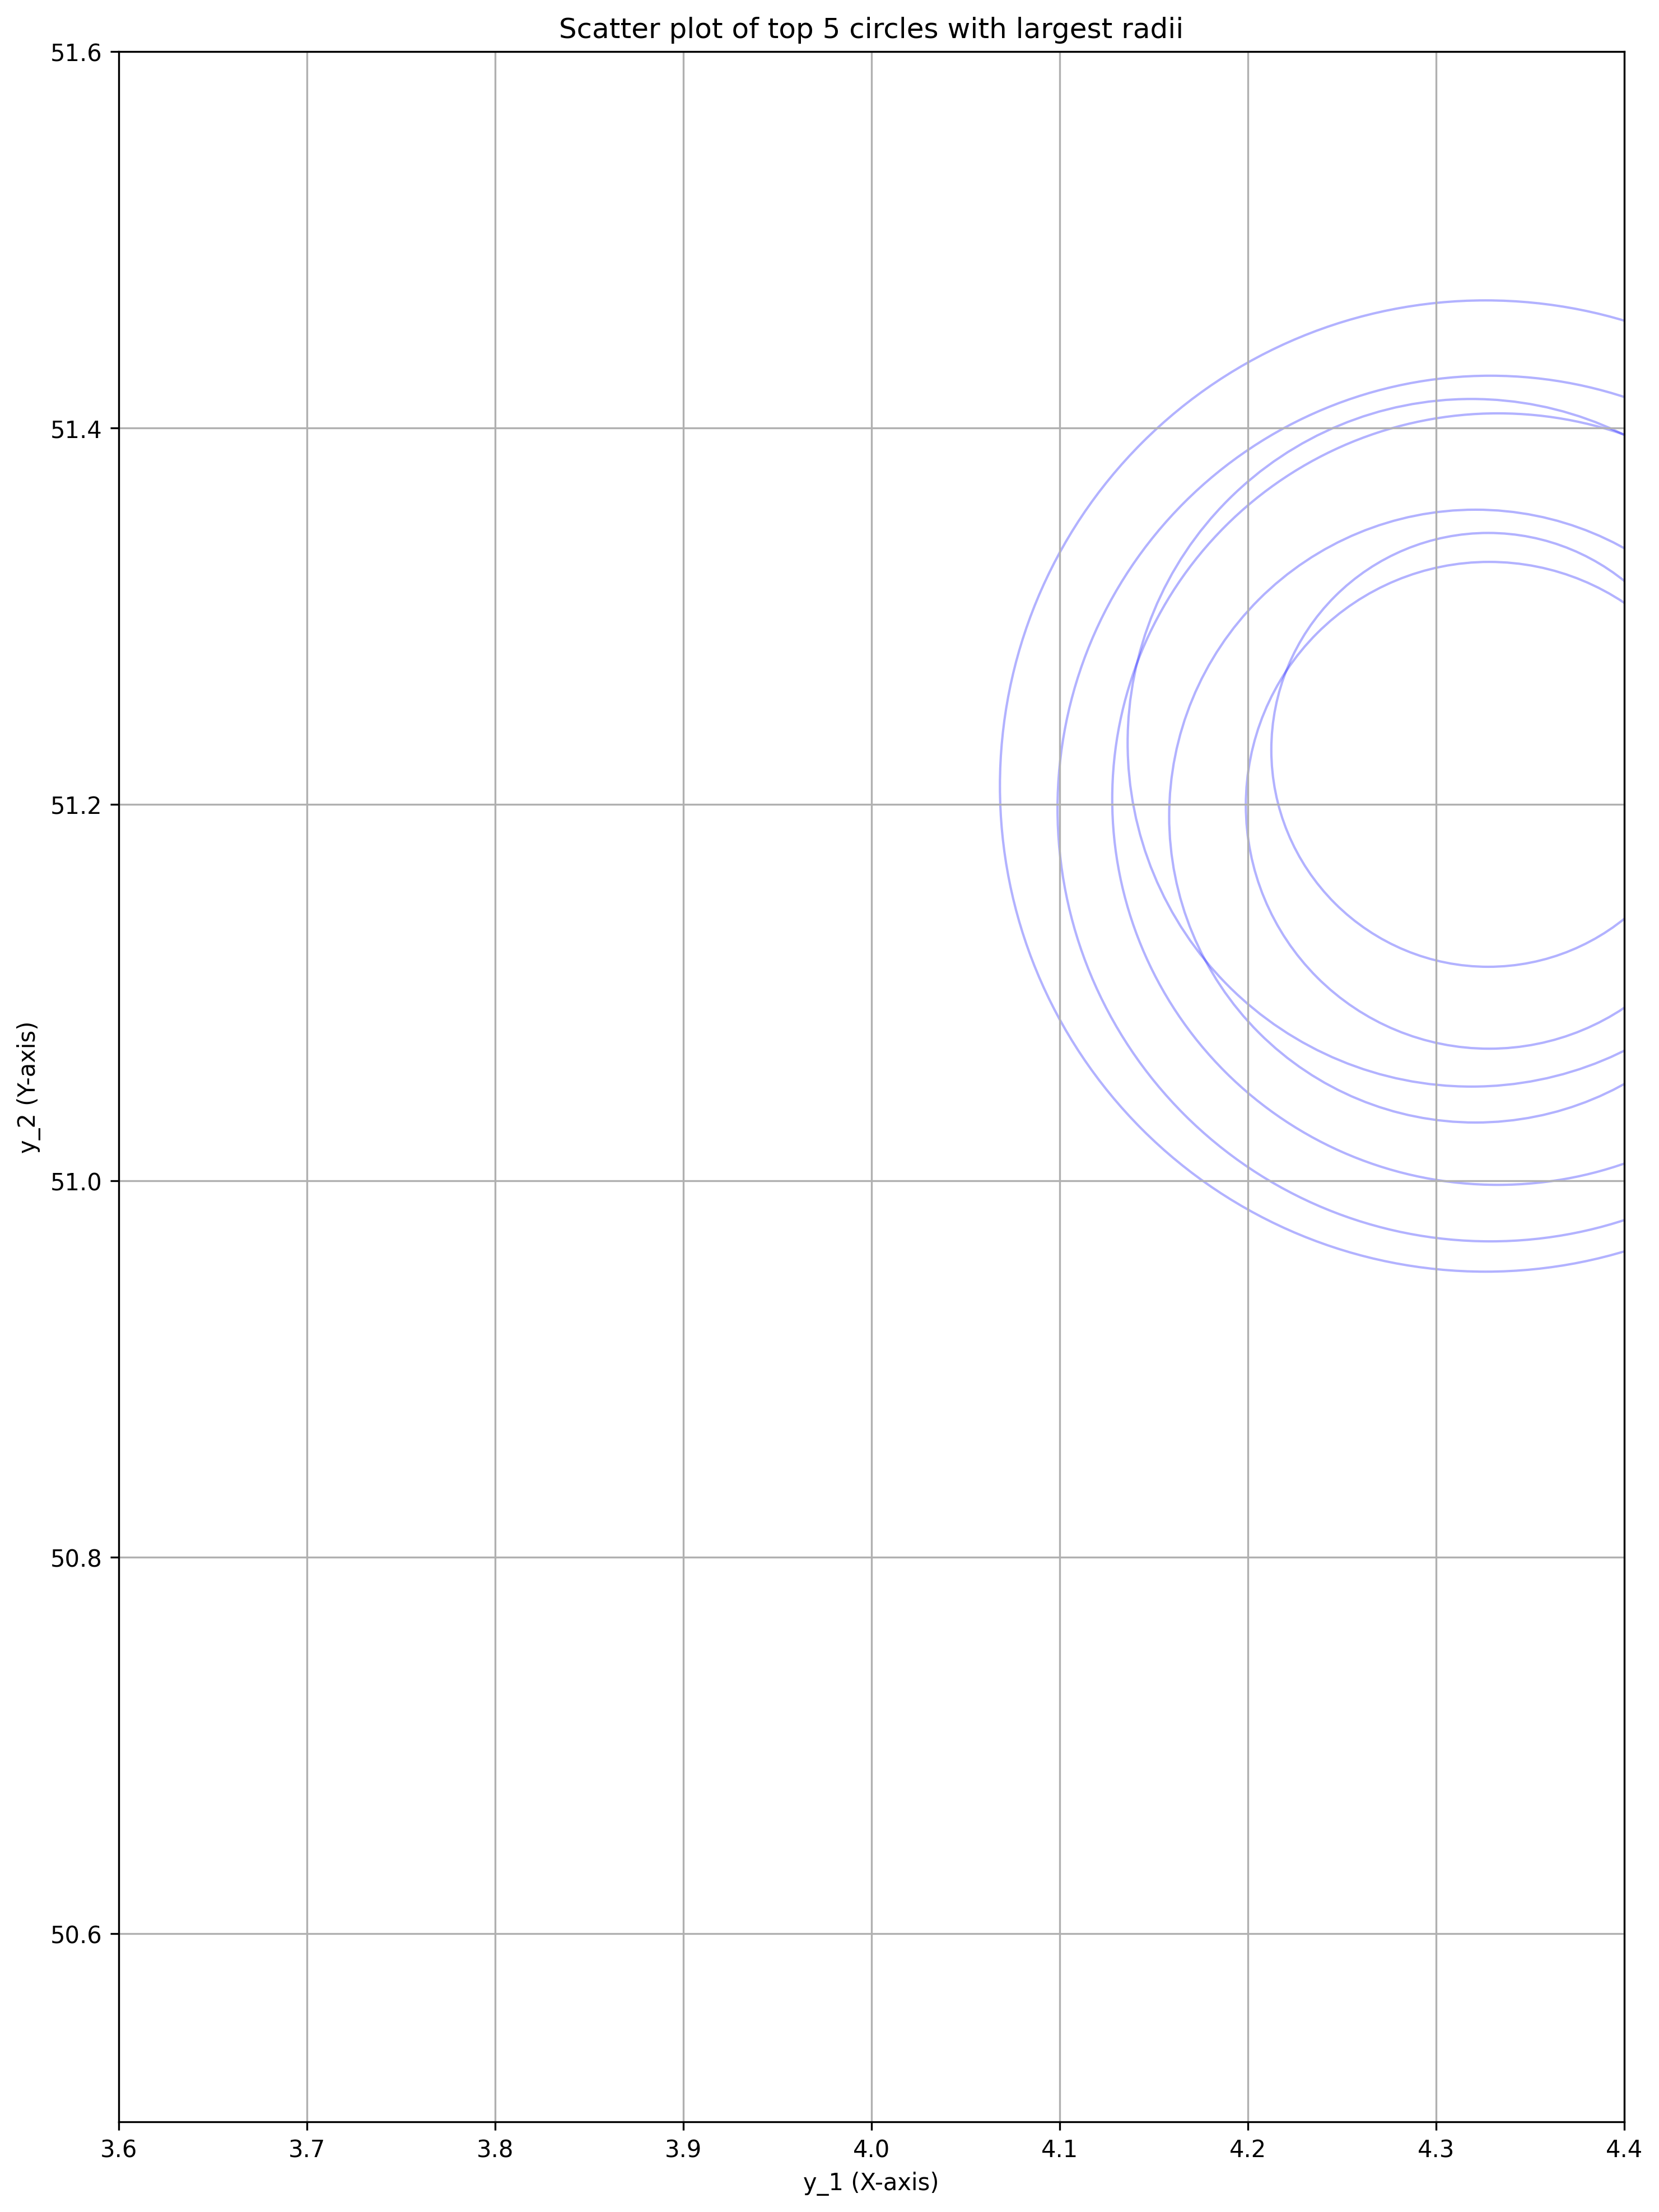 Scatter plot of top 5 circles with largest radii
51.6
51.4
51.2
51.0
50.8
50.6
y_2 (Y-axis)
3.6 3.7 3.8 3.9 4.0 4.1 4.2 4.3 4.4
y_1 (X-axis)